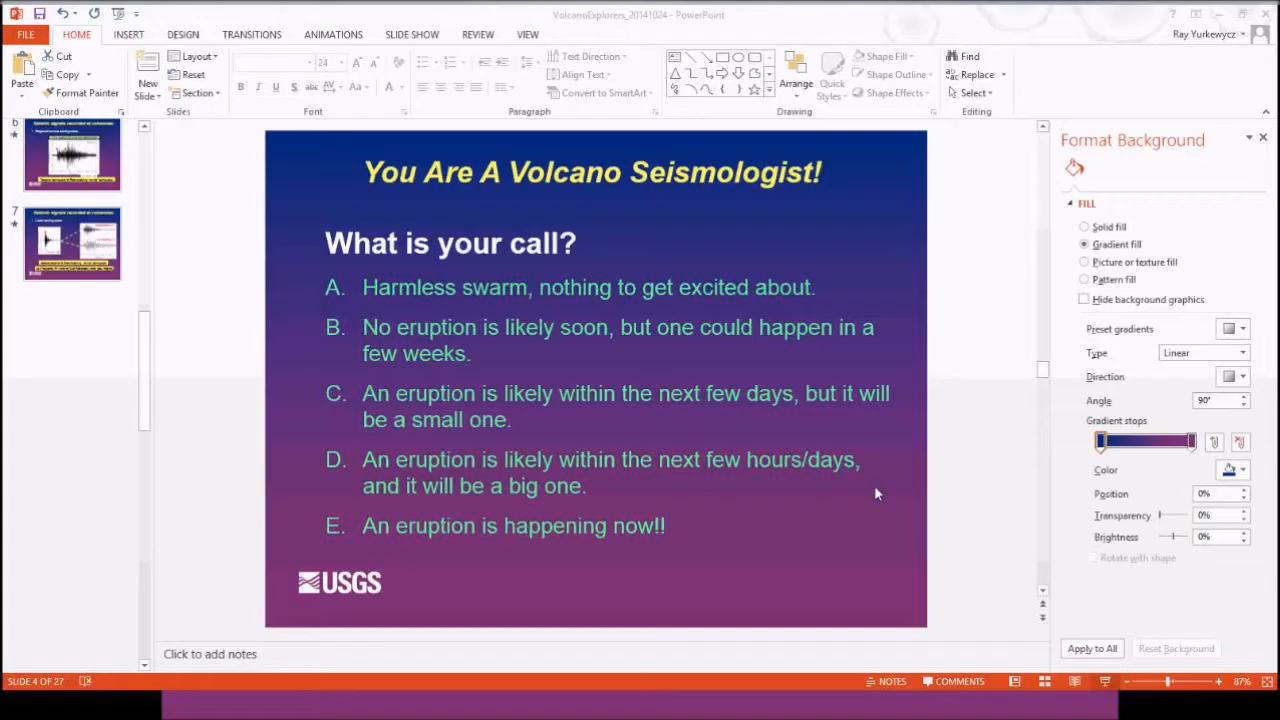 VolcanoExplorers_20141024 - PowerPoint
FILE HOME INSERT DESIGN TRANSITIONS ANIMATIONS SLIDE SHOW REVIEW VIEW
Ray Yurkewycz
Paste
Cut
Copy
Format Painter
Clipboard
New
Slide
Layout
Reset
Section
Slides
24
B I U S abc AV Aa A
Font
Text Direction
Align Text
Convert to SmartArt
Paragraph
Arrange
Quick
Styles
Shape Fill
Shape Outline
Shape Effects
Drawing
Find
Replace
Select
Editing
6
7
You Are A Volcano Seismologist!
What is your call?
A. Harmless swarm, nothing to get excited about.
B. No eruption is likely soon, but one could happen in a
few weeks.
C. An eruption is likely within the next few days, but it will
be a small one.
D. An eruption is likely within the next few hours/days,
and it will be a big one.
E. An eruption is happening now!!
USGS
Format Background
FILL
Solid fill
Gradient fill
Picture or texture fill
Pattern fill
Hide background graphics
Preset gradients
Type Linear
Direction
Angle 90°
Gradient stops
Color
Position 0%
Transparency 0%
Brightness 0%
Rotate with shape
Apply to All Reset Background
Click to add notes
SLIDE 4 OF 27 NOTES COMMENTS 87%